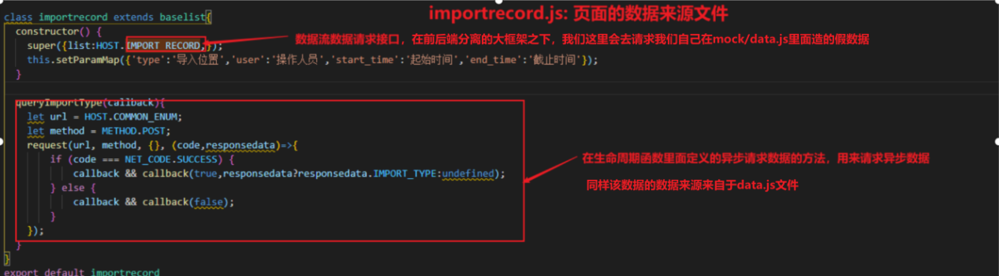 importrecord.js: 页面的数据来源文件
class importrecord extends baselist{
constructor() {
数据流数据请求接口，在前后端分离的大框架之下，我们这里会去请求我们自己在mock/data.js里面造的假数据
super({list:HOST.IMPORT_RECORD,});
this.setParamMap({'type':'导入位置','user':'操作人员','start_time':'起始时间','end_time':'截止时间'});
}
queryImportType(callback){
let url = HOST.COMMON_ENUM;
let method = METHOD.POST;
request(url, method, {}, (code,responsedata)=>{
if (code === NET_CODE.SUCCESS) {
在生命周期函数里面定义的异步请求数据的方法，用来请求异步数据
callback && callback(true,responsedata?responsedata.IMPORT_TYPE:undefined);
} else {
同样该数据的数据来源来自于data.js文件
callback && callback(false);
}
});
}
}
export default importrecord